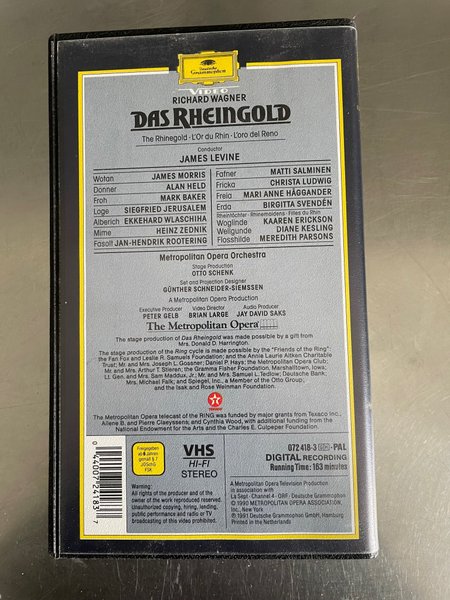 Deutsche
Grammophon
VIDEO
RICHARD WAGNER
DAS RHEINGOLD
The Rhinegold · L'Or du Rhin · L'oro del Reno
Conductor
JAMES LEVINE
Wotan JAMES MORRIS
Donner ALAN HELD
Froh MARK BAKER
Loge SIEGFRIED JERUSALEM
Alberich EKKEHARD WLASCHIHA
Mime HEINZ ZEDNIK
Fasolt JAN-HENDRIK ROOTERING
Fafner MATTI SALMINEN
Fricka CHRISTA LUDWIG
Freia MARI ANNE HÄGGANDER
Erda BIRGITTA SVENDÉN
Rheintöchter · Rhinemaidens · Filles du Rhin
Woglinde KAAREN ERICKSON
Wellgunde DIANE KESLING
Flosshilde MEREDITH PARSONS
Metropolitan Opera Orchestra
Stage Production
OTTO SCHENK
Set and Projection Designer
GÜNTHER SCHNEIDER-SIEMSSEN
A Metropolitan Opera Production
Executive Producer Video Director Audio Producer
PETER GELB BRIAN LARGE JAY DAVID SAKS
The Metropolitan Opera
The stage production of Das Rheingold was made possible by a gift from
Mrs. Donald D. Harrington.
The stage production of the Ring cycle is made possible by the "Friends of the Ring":
the Fan Fox and Leslie R. Samuels Foundation; and the Annie Laurie Aitken Charitable
Trust; Mr. and Mrs. Joseph L. Gossner; Daniel P. Hays; the Metropolitan Opera Club;
Mr. and Mrs. Arthur T. Stieren; the Gramma Fisher Foundation, Marshalltown, Iowa;
Lt. Gen. and Mrs. Sam Maddux, Jr.; Mr. and Mrs. Samuel L. Tedlow; Deutsche Bank;
Mrs. Michael Falk; and Spiegel, Inc., a Member of the Otto Group;
and the Isak and Rose Weinman Foundation.
TEXACO
The Metropolitan Opera telecast of the RING was funded by major grants from Texaco Inc.,
Ailene B. and Pierre Claeyssens; and Cynthia Wood, with additional funding from the
National Endowment for the Arts and the Charles E. Culpeper Foundation.
0 44007 24183 7
Freigegeben
ab 6 Jahren
gemäß § 7
JÖSchG
FSK
VHS
HI-FI
STEREO
072 418-3 PAL
DIGITAL RECORDING
Running Time: 163 minutes
Warning:
All rights of the producer and of the
owner of the work reproduced reserved.
Unauthorized copying, hiring, lending,
public performance and radio or TV
broadcasting of this video prohibited.
A Metropolitan Television Production
in association with
La Sept · Channel 4 · ORF · Deutsche Grammophon
© 1990 METROPOLITAN OPERA ASSOCIATION,
INC., New York
℗ 1991 Deutsche Grammophon GmbH, Hamburg
Printed in the Netherlands